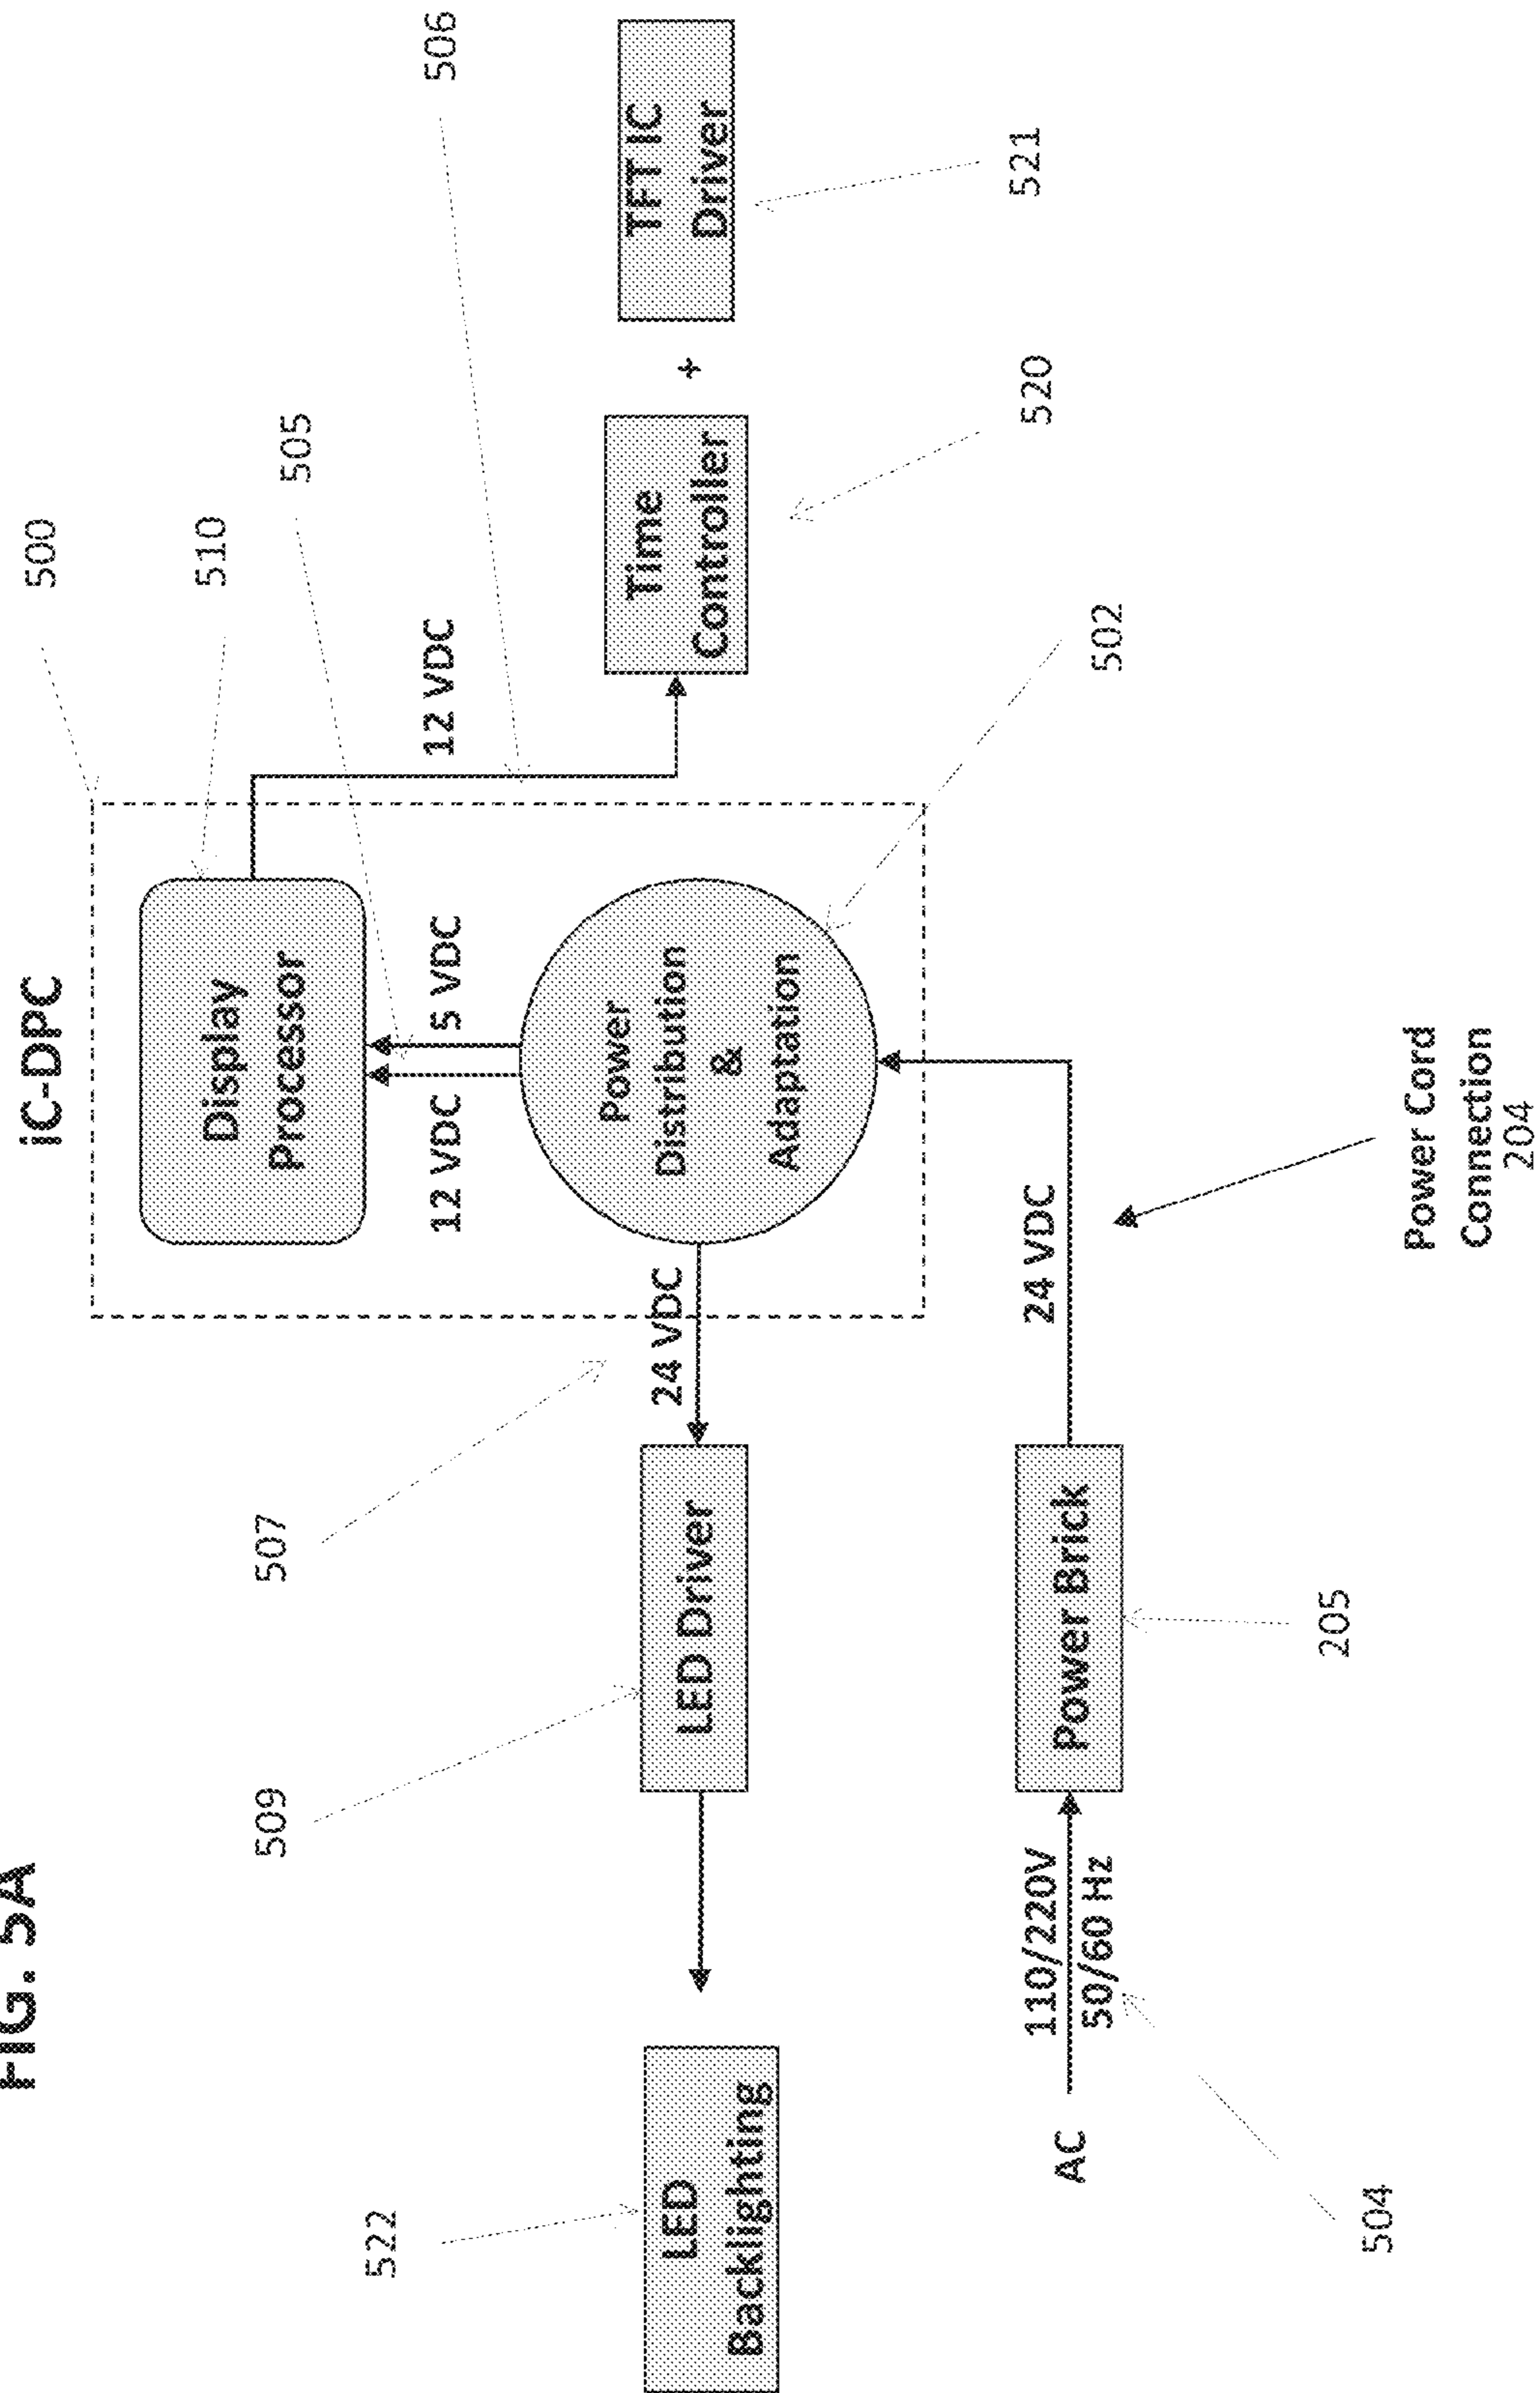 FIG. 5A
iC-DPC
500
510
505
506
Display
Processor
12 VDC
5 VDC
12 VDC
Power
Distribution
&
Adaptation
24 VDC
507
509
522
LED
Backlighting
LED Driver
Time
Controller
+
TFT IC
Driver
521
520
502
AC
110/220V
50/60 Hz
Power Brick
24 VDC
504
205
Power Cord
Connection
204